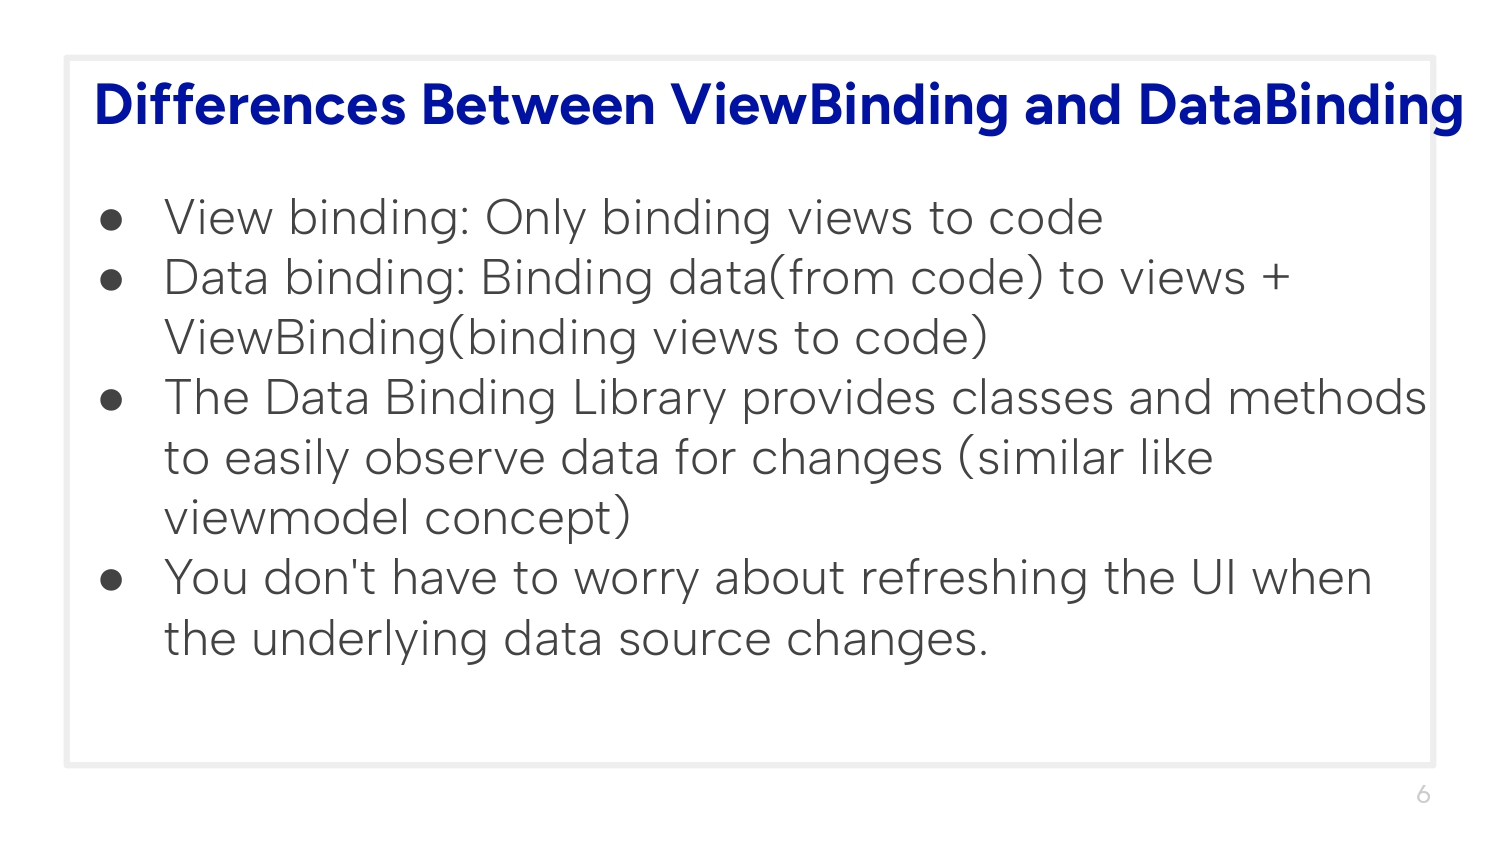 Differences Between ViewBinding and DataBinding
● View binding: Only binding views to code
● Data binding: Binding data(from code) to views +
ViewBinding(binding views to code)
● The Data Binding Library provides classes and methods
to easily observe data for changes (similar like
viewmodel concept)
● You don't have to worry about refreshing the UI when
the underlying data source changes.
6